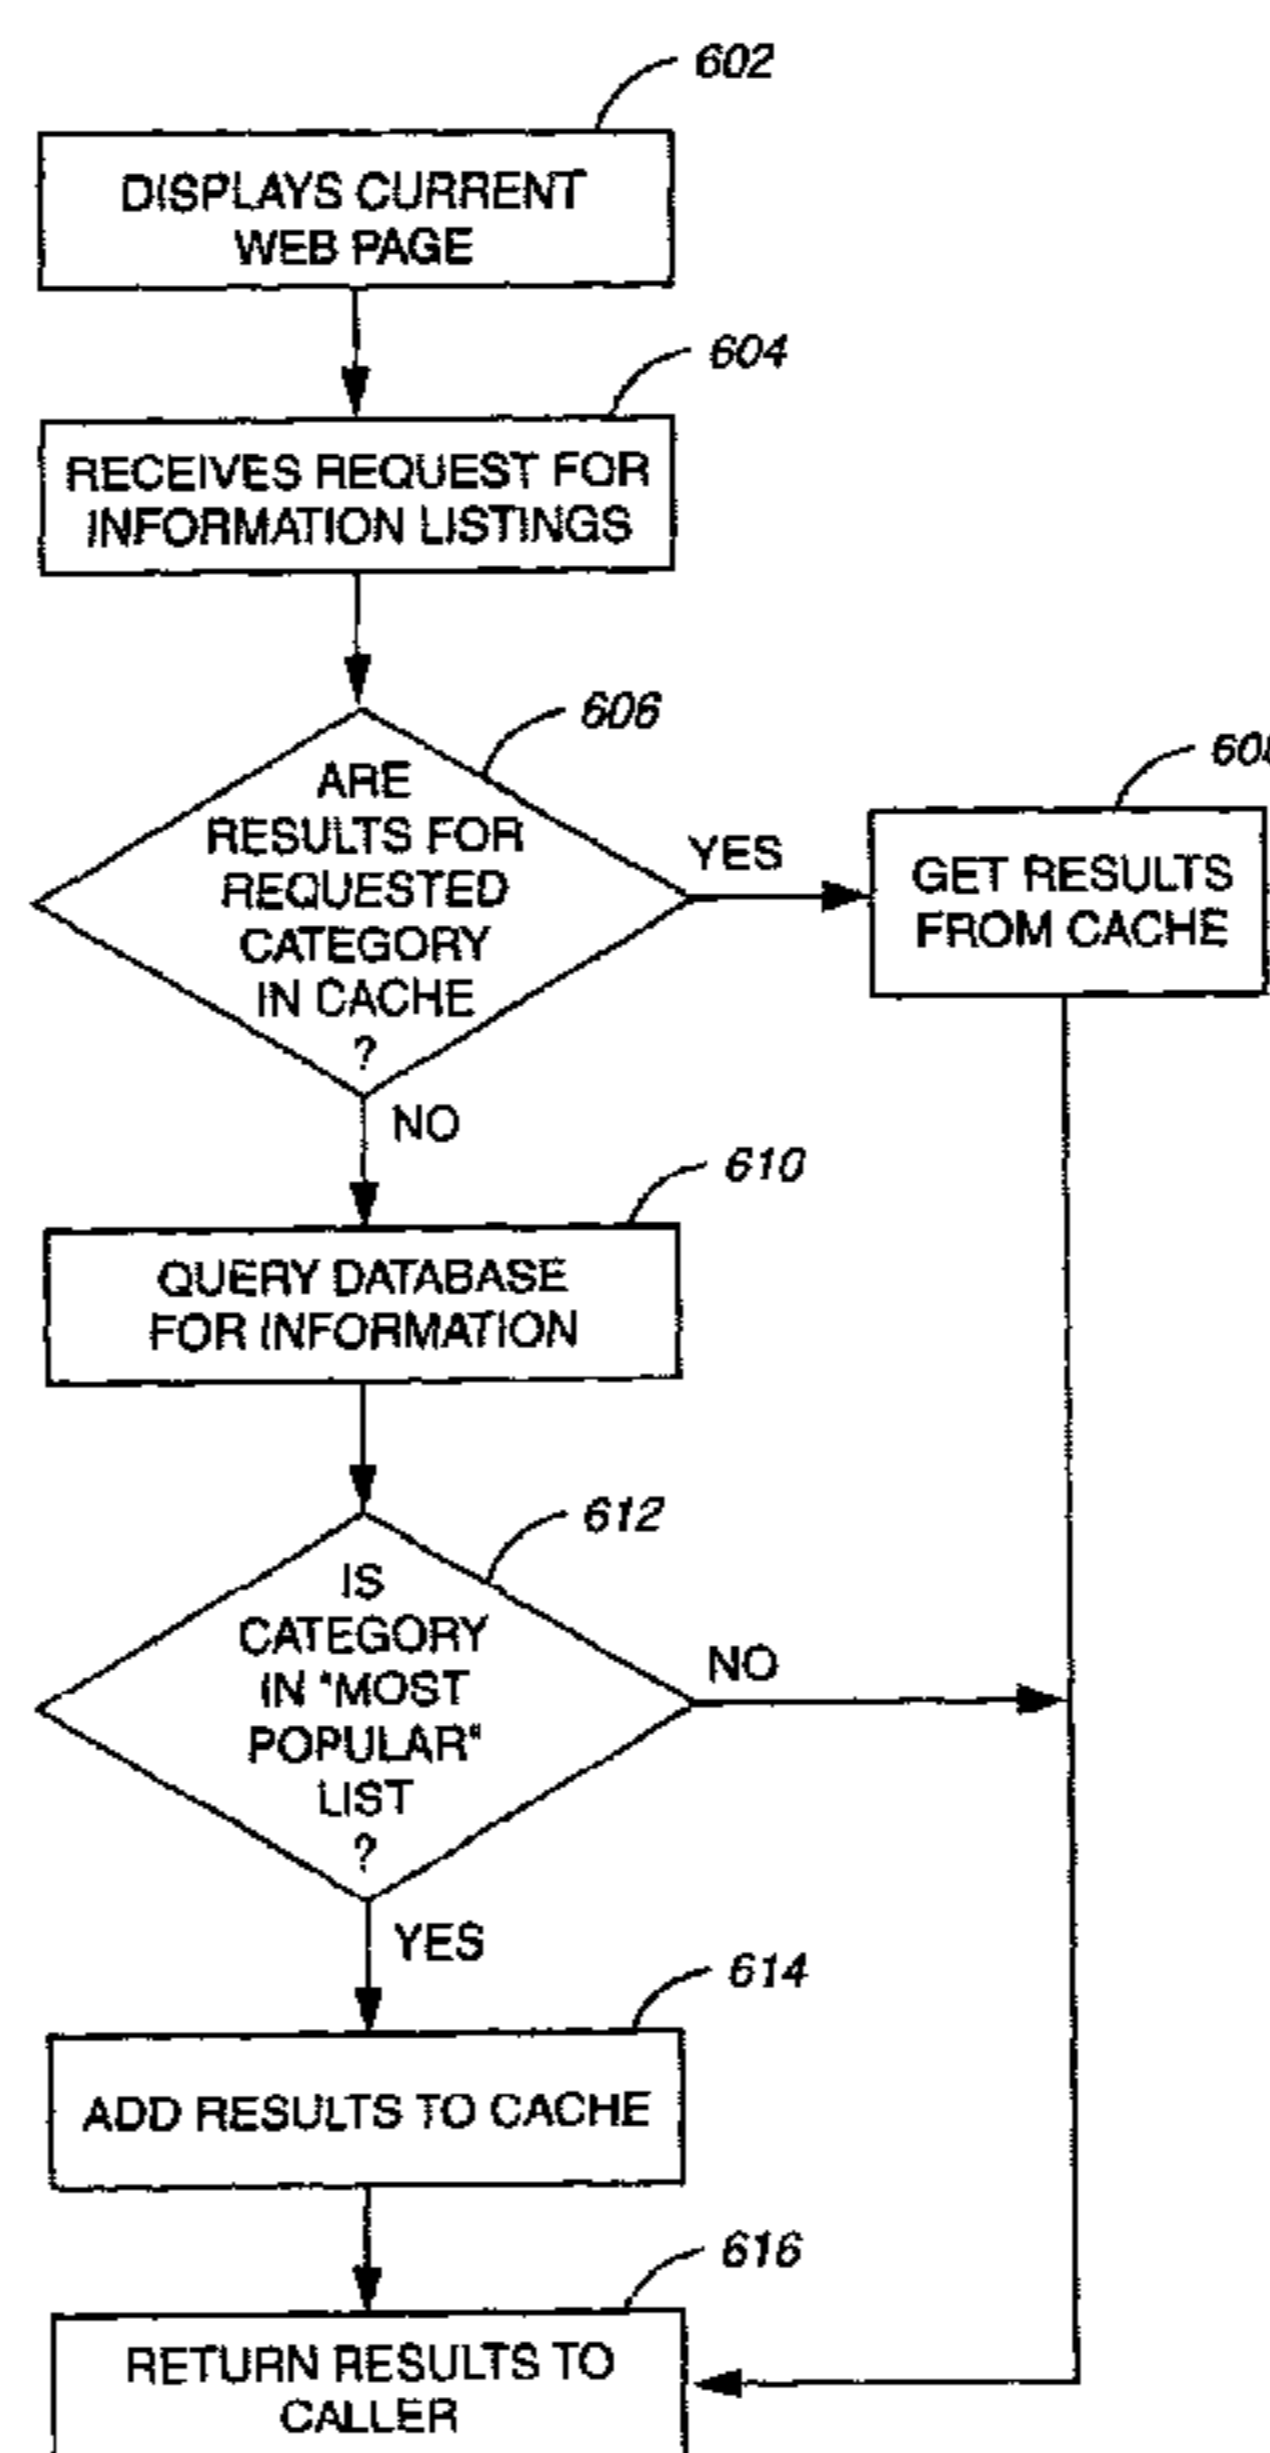 602
DISPLAYS CURRENT
WEB PAGE
604
RECEIVES REQUEST FOR
INFORMATION LISTINGS
606
ARE
RESULTS FOR
REQUESTED
CATEGORY
IN CACHE
?
YES
GET RESULTS
FROM CACHE
NO
610
QUERY DATABASE
FOR INFORMATION
612
IS
CATEGORY
IN "MOST
POPULAR"
LIST
?
NO
YES
614
ADD RESULTS TO CACHE
616
RETURN RESULTS TO
CALLER